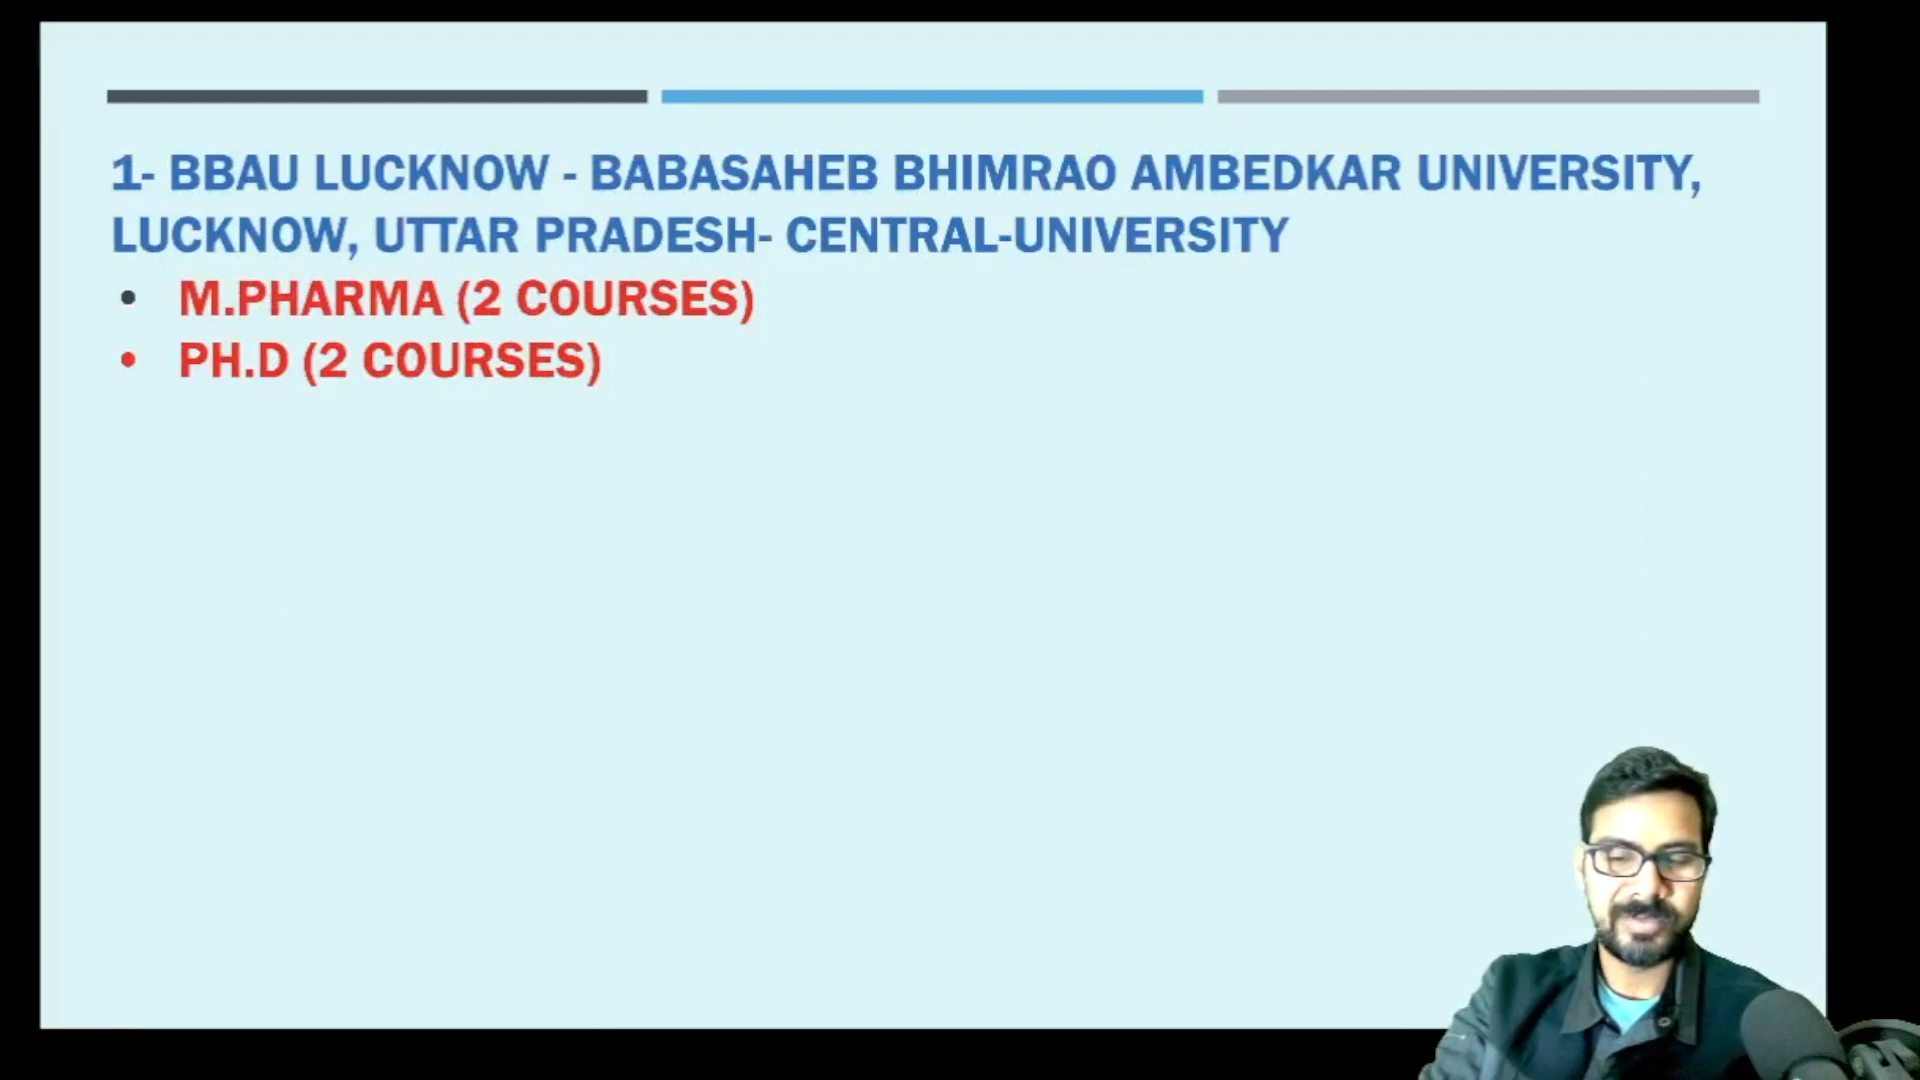 1- BBAU LUCKNOW - BABASAHEB BHIMRAO AMBEDKAR UNIVERSITY,
LUCKNOW, UTTAR PRADESH- CENTRAL-UNIVERSITY
• M.PHARMA (2 COURSES)
• PH.D (2 COURSES)